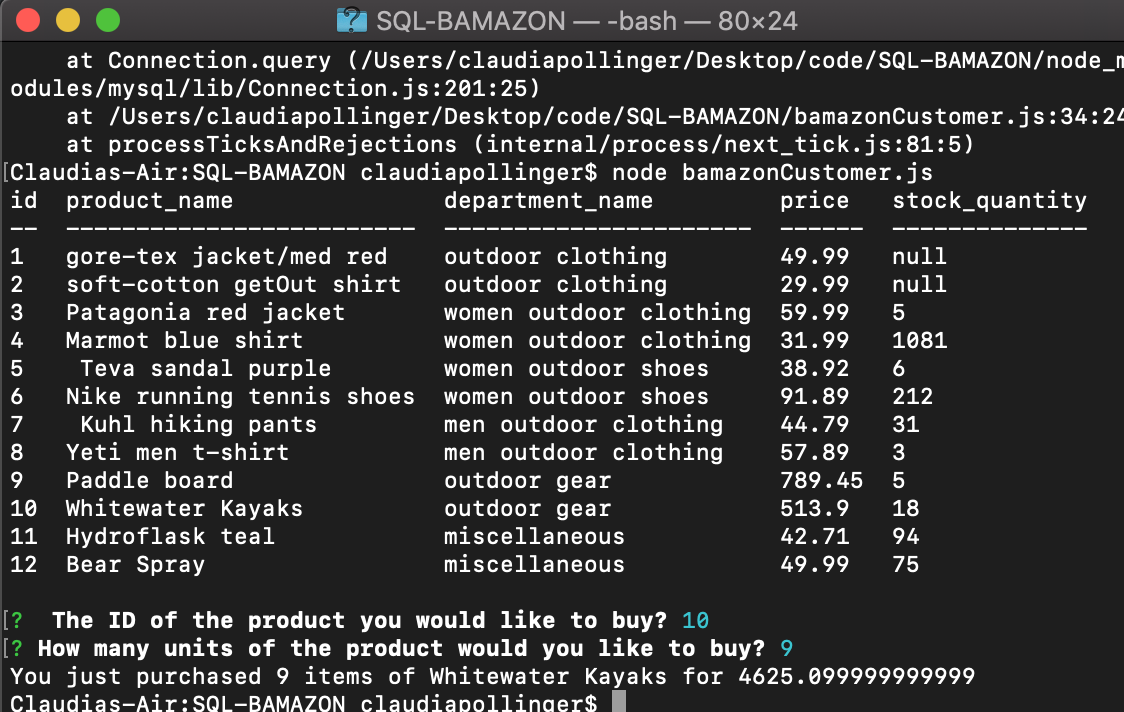 SQL-BAMAZON — -bash — 80×24
at Connection.query (/Users/claudiapollinger/Desktop/code/SQL-BAMAZON/node_m
odules/mysql/lib/Connection.js:201:25)
at /Users/claudiapollinger/Desktop/code/SQL-BAMAZON/bamazonCustomer.js:34:24
at processTicksAndRejections (internal/process/next_tick.js:81:5)
[Claudias-Air:SQL-BAMAZON claudiapollinger$ node bamazonCustomer.js
id  product_name               department_name         price   stock_quantity
--  -------------------------  ----------------------  ------  --------------
1   gore-tex jacket/med red    outdoor clothing        49.99   null
2   soft-cotton getOut shirt   outdoor clothing        29.99   null
3   Patagonia red jacket       women outdoor clothing  59.99   5
4   Marmot blue shirt          women outdoor clothing  31.99   1081
5    Teva sandal purple        women outdoor shoes     38.92   6
6   Nike running tennis shoes  women outdoor shoes     91.89   212
7    Kuhl hiking pants         men outdoor clothing    44.79   31
8   Yeti men t-shirt           men outdoor clothing    57.89   3
9   Paddle board               outdoor gear            789.45  5
10  Whitewater Kayaks          outdoor gear            513.9   18
11  Hydroflask teal            miscellaneous           42.71   94
12  Bear Spray                 miscellaneous           49.99   75
[?  The ID of the product you would like to buy? 10
[? How many units of the product would you like to buy? 9
You just purchased 9 items of Whitewater Kayaks for 4625.099999999999
Claudias-Air:SQL-BAMAZON claudiapollinger$